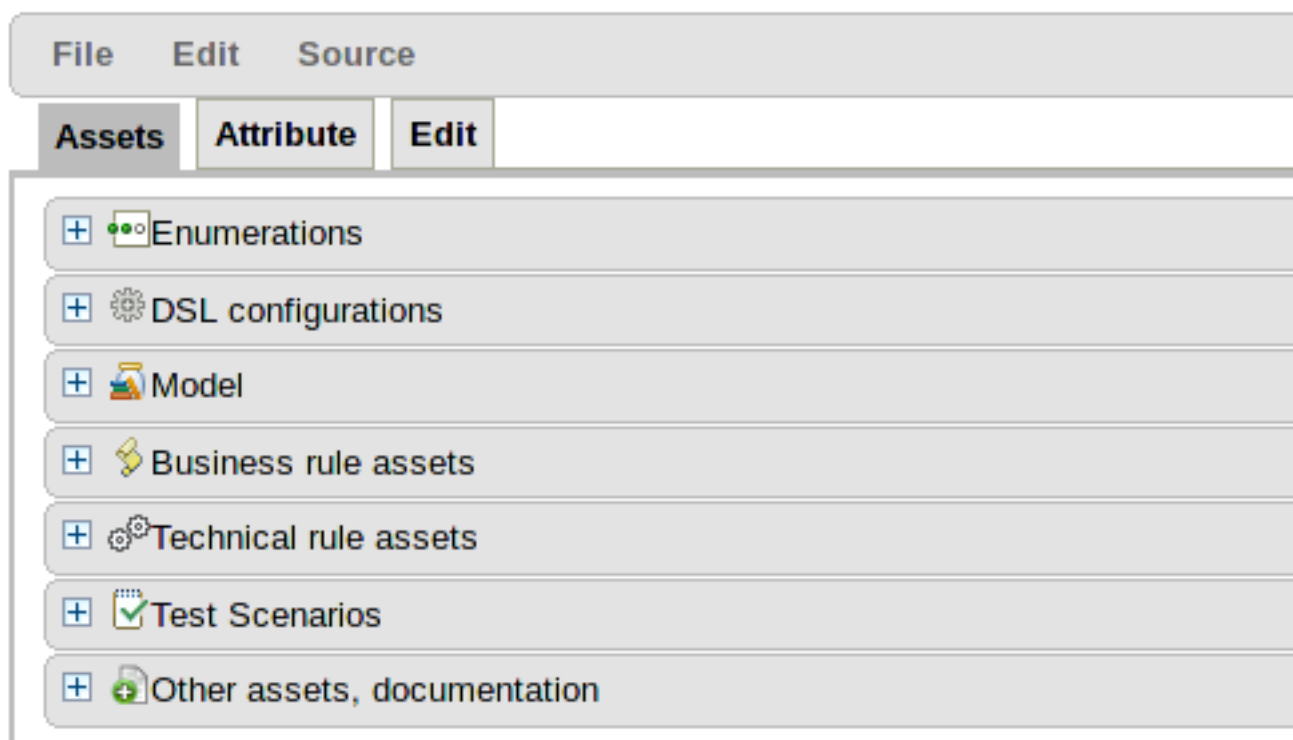 File Edit Source
Assets Attribute Edit
Enumerations
DSL configurations
Model
Business rule assets
Technical rule assets
Test Scenarios
Other assets, documentation